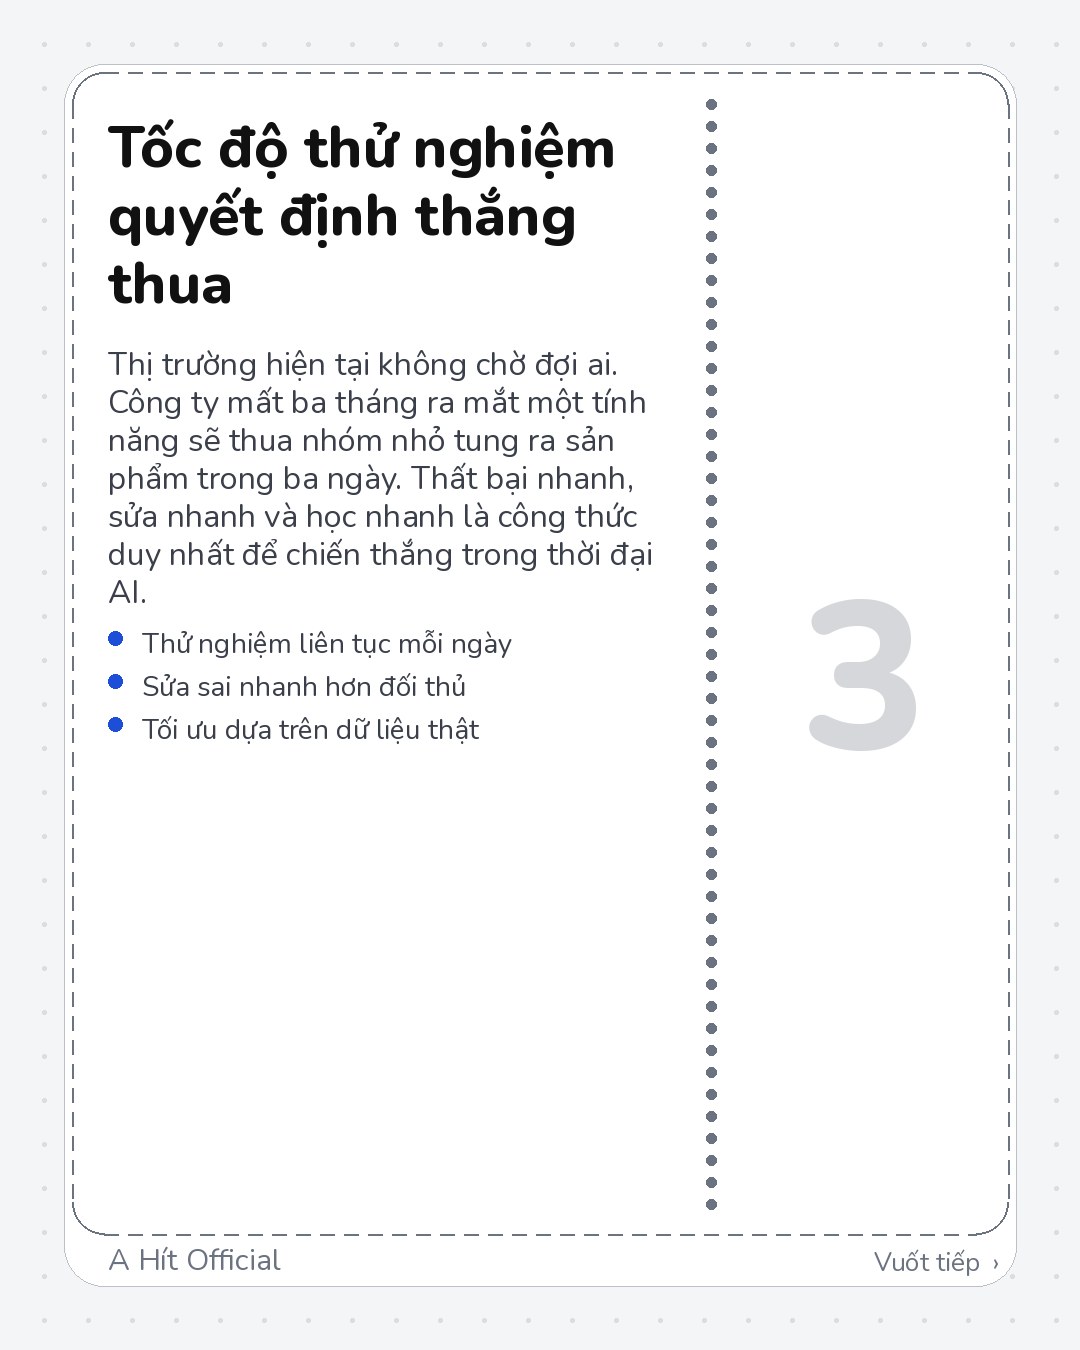 Tốc độ thử nghiệm
quyết định thắng
thua
Thị trường hiện tại không chờ đợi ai.
Công ty mất ba tháng ra mắt một tính
năng sẽ thua nhóm nhỏ tung ra sản
phẩm trong ba ngày. Thất bại nhanh,
sửa nhanh và học nhanh là công thức
duy nhất để chiến thắng trong thời đại
AI.
Thử nghiệm liên tục mỗi ngày
Sửa sai nhanh hơn đối thủ
Tối ưu dựa trên dữ liệu thật
3
A Hít Official
Vuốt tiếp ›